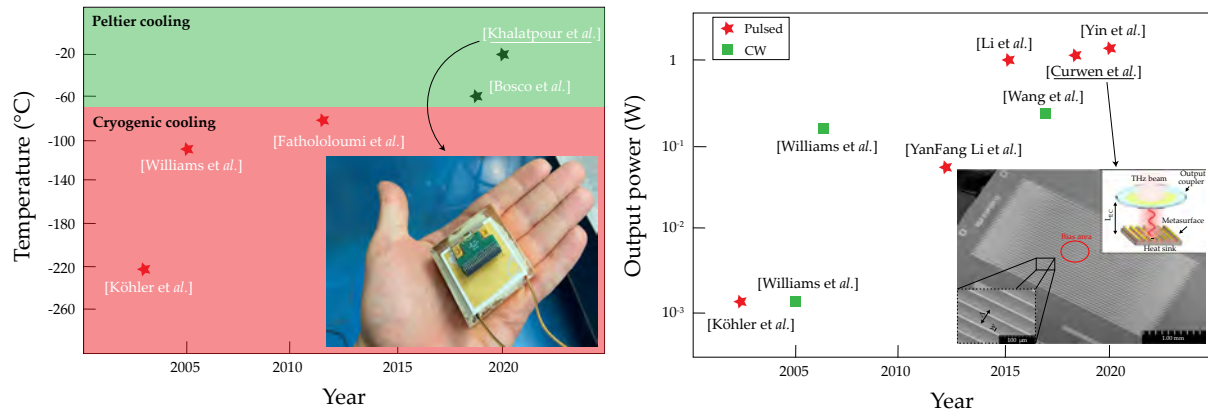 Peltier cooling
[Khalatpour et al.]
[Bosco et al.]
Cryogenic cooling
[Fathololoumi et al.]
[Williams et al.]
[Köhler et al.]
Temperature (°C)
-20
-60
-100
-140
-180
-220
-260
2005
2010
2015
2020
Year
Pulsed
CW
[Li et al.]
[Yin et al.]
[Curwen et al.]
[Wang et al.]
[Williams et al.]
[YanFang Li et al.]
[Williams et al.]
[Köhler et al.]
Output power (W)
1
10-1
10-2
10-3
2005
2010
2015
2020
Year
Bias area
100 µm
1.00 mm
THz beam
Output
coupler
Metasurface
Heat sink